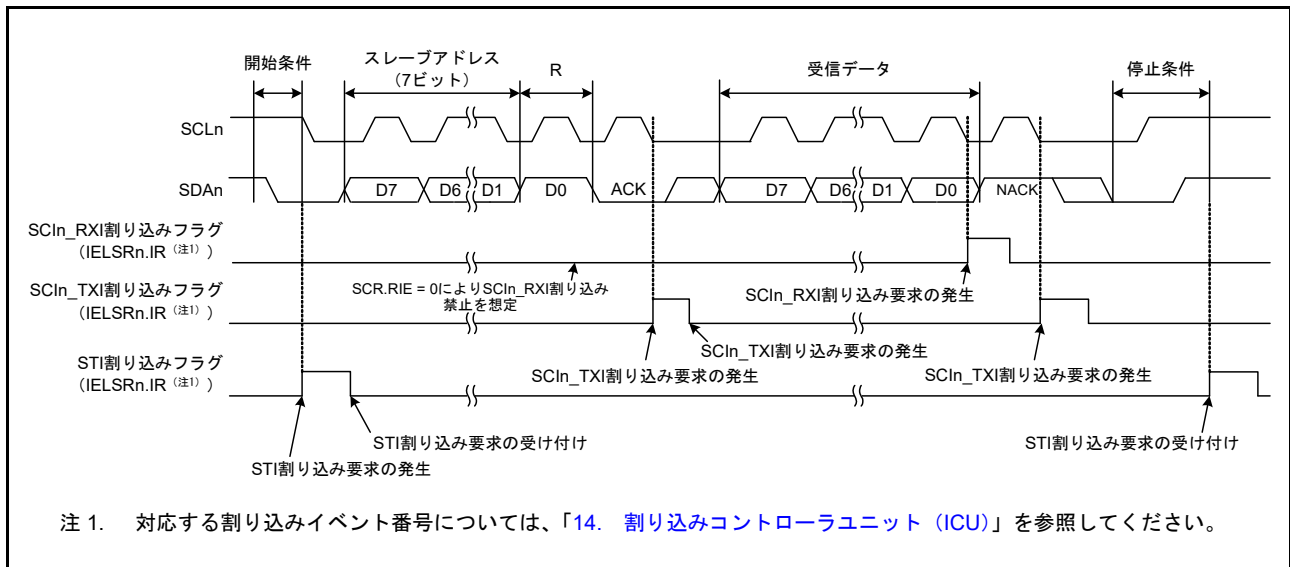 開始条件
スレーブアドレス
（7ビット）
R
受信データ
停止条件
SCLn
SDAn
D7
D6
D1
D0
ACK
D7
D6
D1
D0
NACK
SCIn_RXI割り込みフラグ
（IELSRn.IR（注1））
SCR.RIE = 0によりSCIn_RXI割り込み
禁止を想定
SCIn_RXI割り込み要求の発生
SCIn_TXI割り込みフラグ
（IELSRn.IR（注1））
SCIn_TXI割り込み要求の発生
SCIn_TXI割り込み要求の発生
SCIn_TXI割り込み要求の発生
STI割り込みフラグ
（IELSRn.IR（注1））
STI割り込み要求の受け付け
STI割り込み要求の発生
STI割り込み要求の受け付け
注 1. 対応する割り込みイベント番号については、「14. 割り込みコントローラユニット（ICU）」を参照してください。